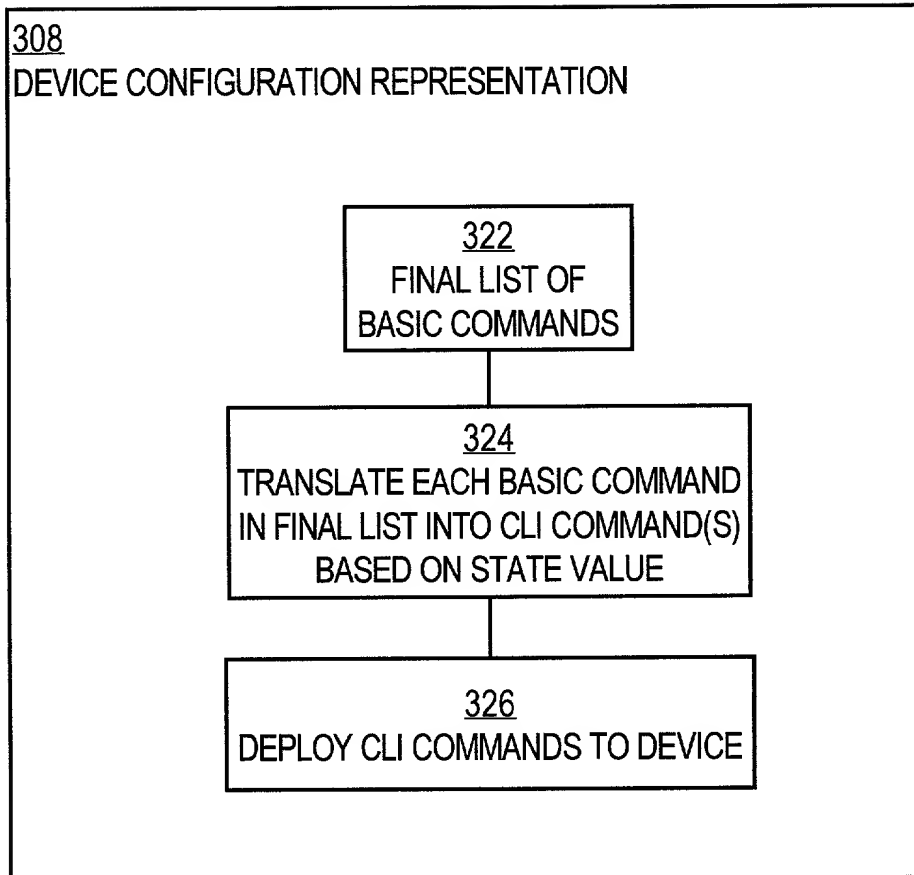 308
DEVICE CONFIGURATION REPRESENTATION
322
FINAL LIST OF
BASIC COMMANDS
324
TRANSLATE EACH BASIC COMMAND
IN FINAL LIST INTO CLI COMMAND(S)
BASED ON STATE VALUE
326
DEPLOY CLI COMMANDS TO DEVICE